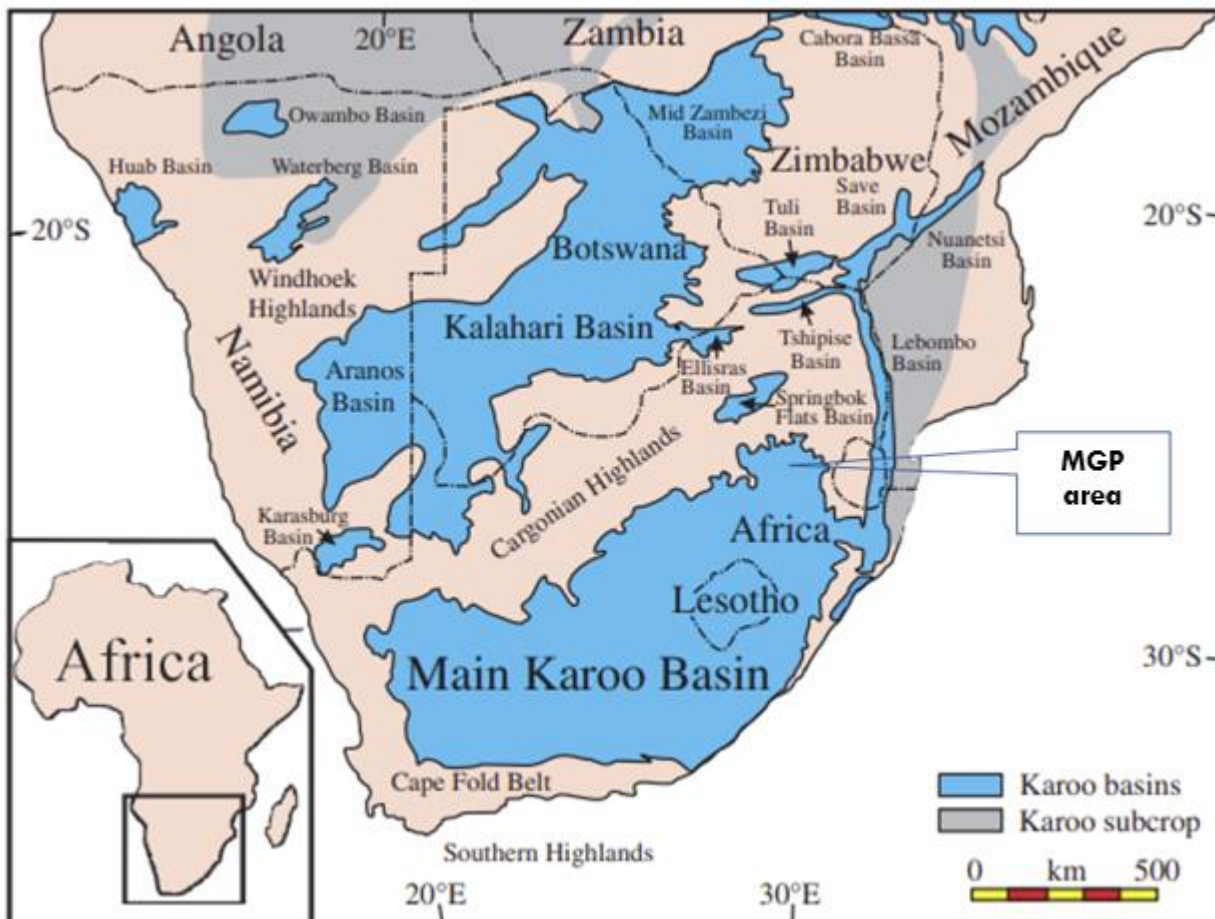 Angola
20°E
Zambia
Cabora Bassa
Basin
Mozambique
Owambo Basin
Mid Zambezi
Basin
Huab Basin
Waterberg Basin
Zimbabwe
Save
Basin
20°S
20°S
Tuli
Basin
Nuanetsi
Basin
Botswana
Windhoek
Highlands
Kalahari Basin
Namibia
Aranos
Basin
Tshipise
Basin
Lebombo
Basin
Ellisras
Basin
Springbok
Flats Basin
Cargonian Highlands
MGP
area
Karasburg
Basin
Africa
Lesotho
Africa
Main Karoo Basin
30°S
Cape Fold Belt
Karoo basins
Karoo subcrop
Southern Highlands
0 km 500
20°E
30°E